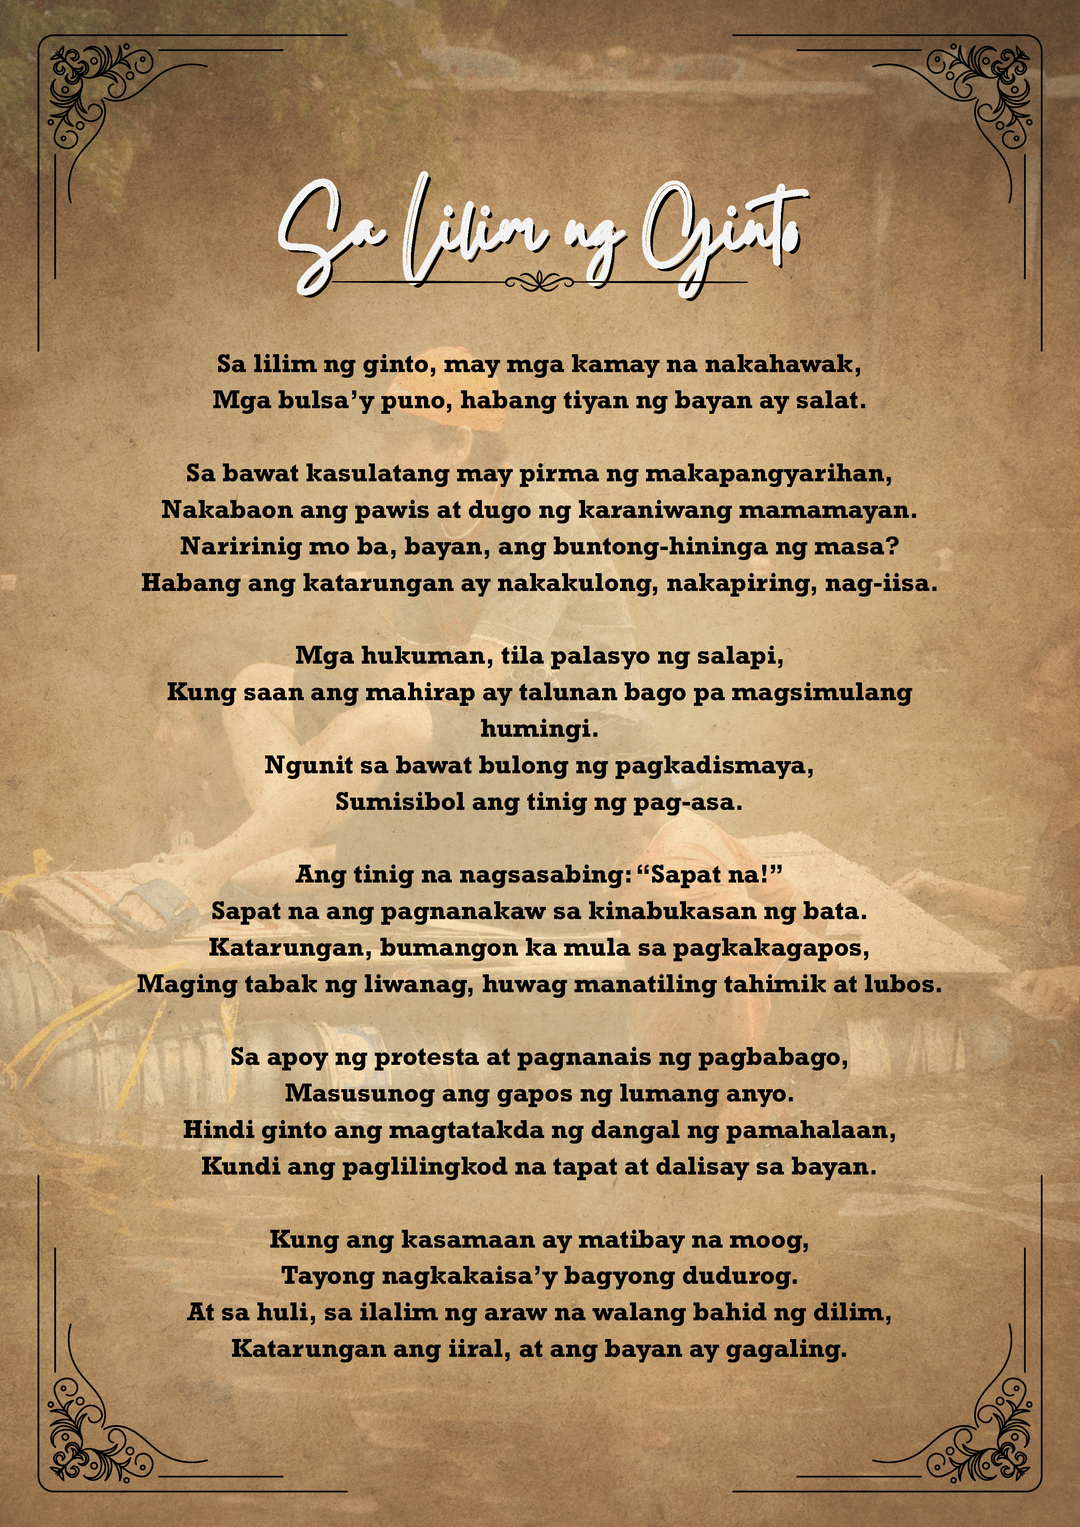 Sa Lilim ng Ginto
Sa lilim ng ginto, may mga kamay na nakahawak,
Mga bulsa’y puno, habang tiyan ng bayan ay salat.
Sa bawat kasulatang may pirma ng makapangyarihan,
Nakabaon ang pawis at dugo ng karaniwang mamamayan.
Naririnig mo ba, bayan, ang buntong-hininga ng masa?
Habang ang katarungan ay nakakulong, nakapiring, nag-iisa.
Mga hukuman, tila palasyo ng salapi,
Kung saan ang mahirap ay talunan bago pa magsimulang
humingi.
Ngunit sa bawat bulong ng pagkadismaya,
Sumisibol ang tinig ng pag-asa.
Ang tinig na nagsasabing: “Sapat na!”
Sapat na ang pagnanakaw sa kinabukasan ng bata.
Katarungan, bumangon ka mula sa pagkakagapos,
Maging tabak ng liwanag, huwag manatiling tahimik at lubos.
Sa apoy ng protesta at pagnanais ng pagbabago,
Masusunog ang gapos ng lumang anyo.
Hindi ginto ang magtatakda ng dangal ng pamahalaan,
Kundi ang paglilingkod na tapat at dalisay sa bayan.
Kung ang kasamaan ay matibay na moog,
Tayong nagkakaisa’y bagyong dudurog.
At sa huli, sa ilalim ng araw na walang bahid ng dilim,
Katarungan ang iiral, at ang bayan ay gagaling.